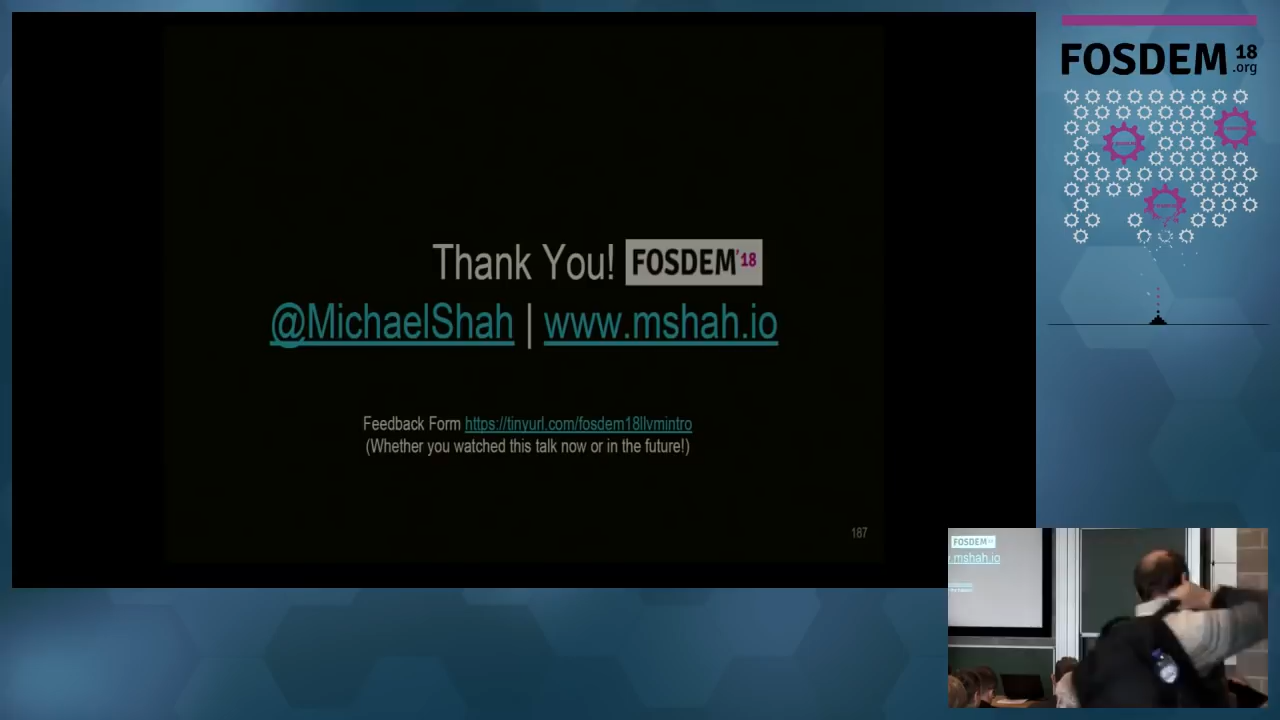 Thank You! FOSDEM'18
@MichaelShah | www.mshah.io
Feedback Form https://tinyurl.com/fosdem18llvmintro
(Whether you watched this talk now or in the future!)
187
FOSDEM 18
.org
FOSDEM
mshah.io